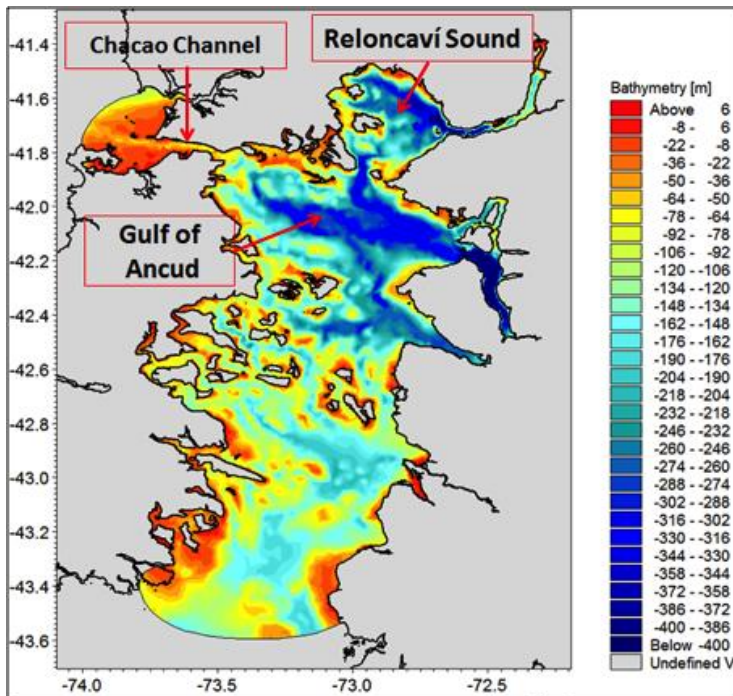 Chacao Channel
Reloncaví Sound
Gulf of
Ancud
-41.4
-41.6
-41.8
-42.0
-42.2
-42.4
-42.6
-42.8
-43.0
-43.2
-43.4
-43.6
-74.0
-73.5
-73.0
-72.5
Bathymetry [m]
Above 6
-8 - 6
-22 - -8
-36 - -22
-50 - -36
-64 - -50
-78 - -64
-92 - -78
-106 - -92
-120 - -106
-134 - -120
-148 - -134
-162 - -148
-176 - -162
-190 - -176
-204 - -190
-218 - -204
-232 - -218
-246 - -232
-260 - -246
-274 - -260
-288 - -274
-302 - -288
-316 - -302
-330 - -316
-344 - -330
-358 - -344
-372 - -358
-386 - -372
-400 - -386
Below -400
Undefined V